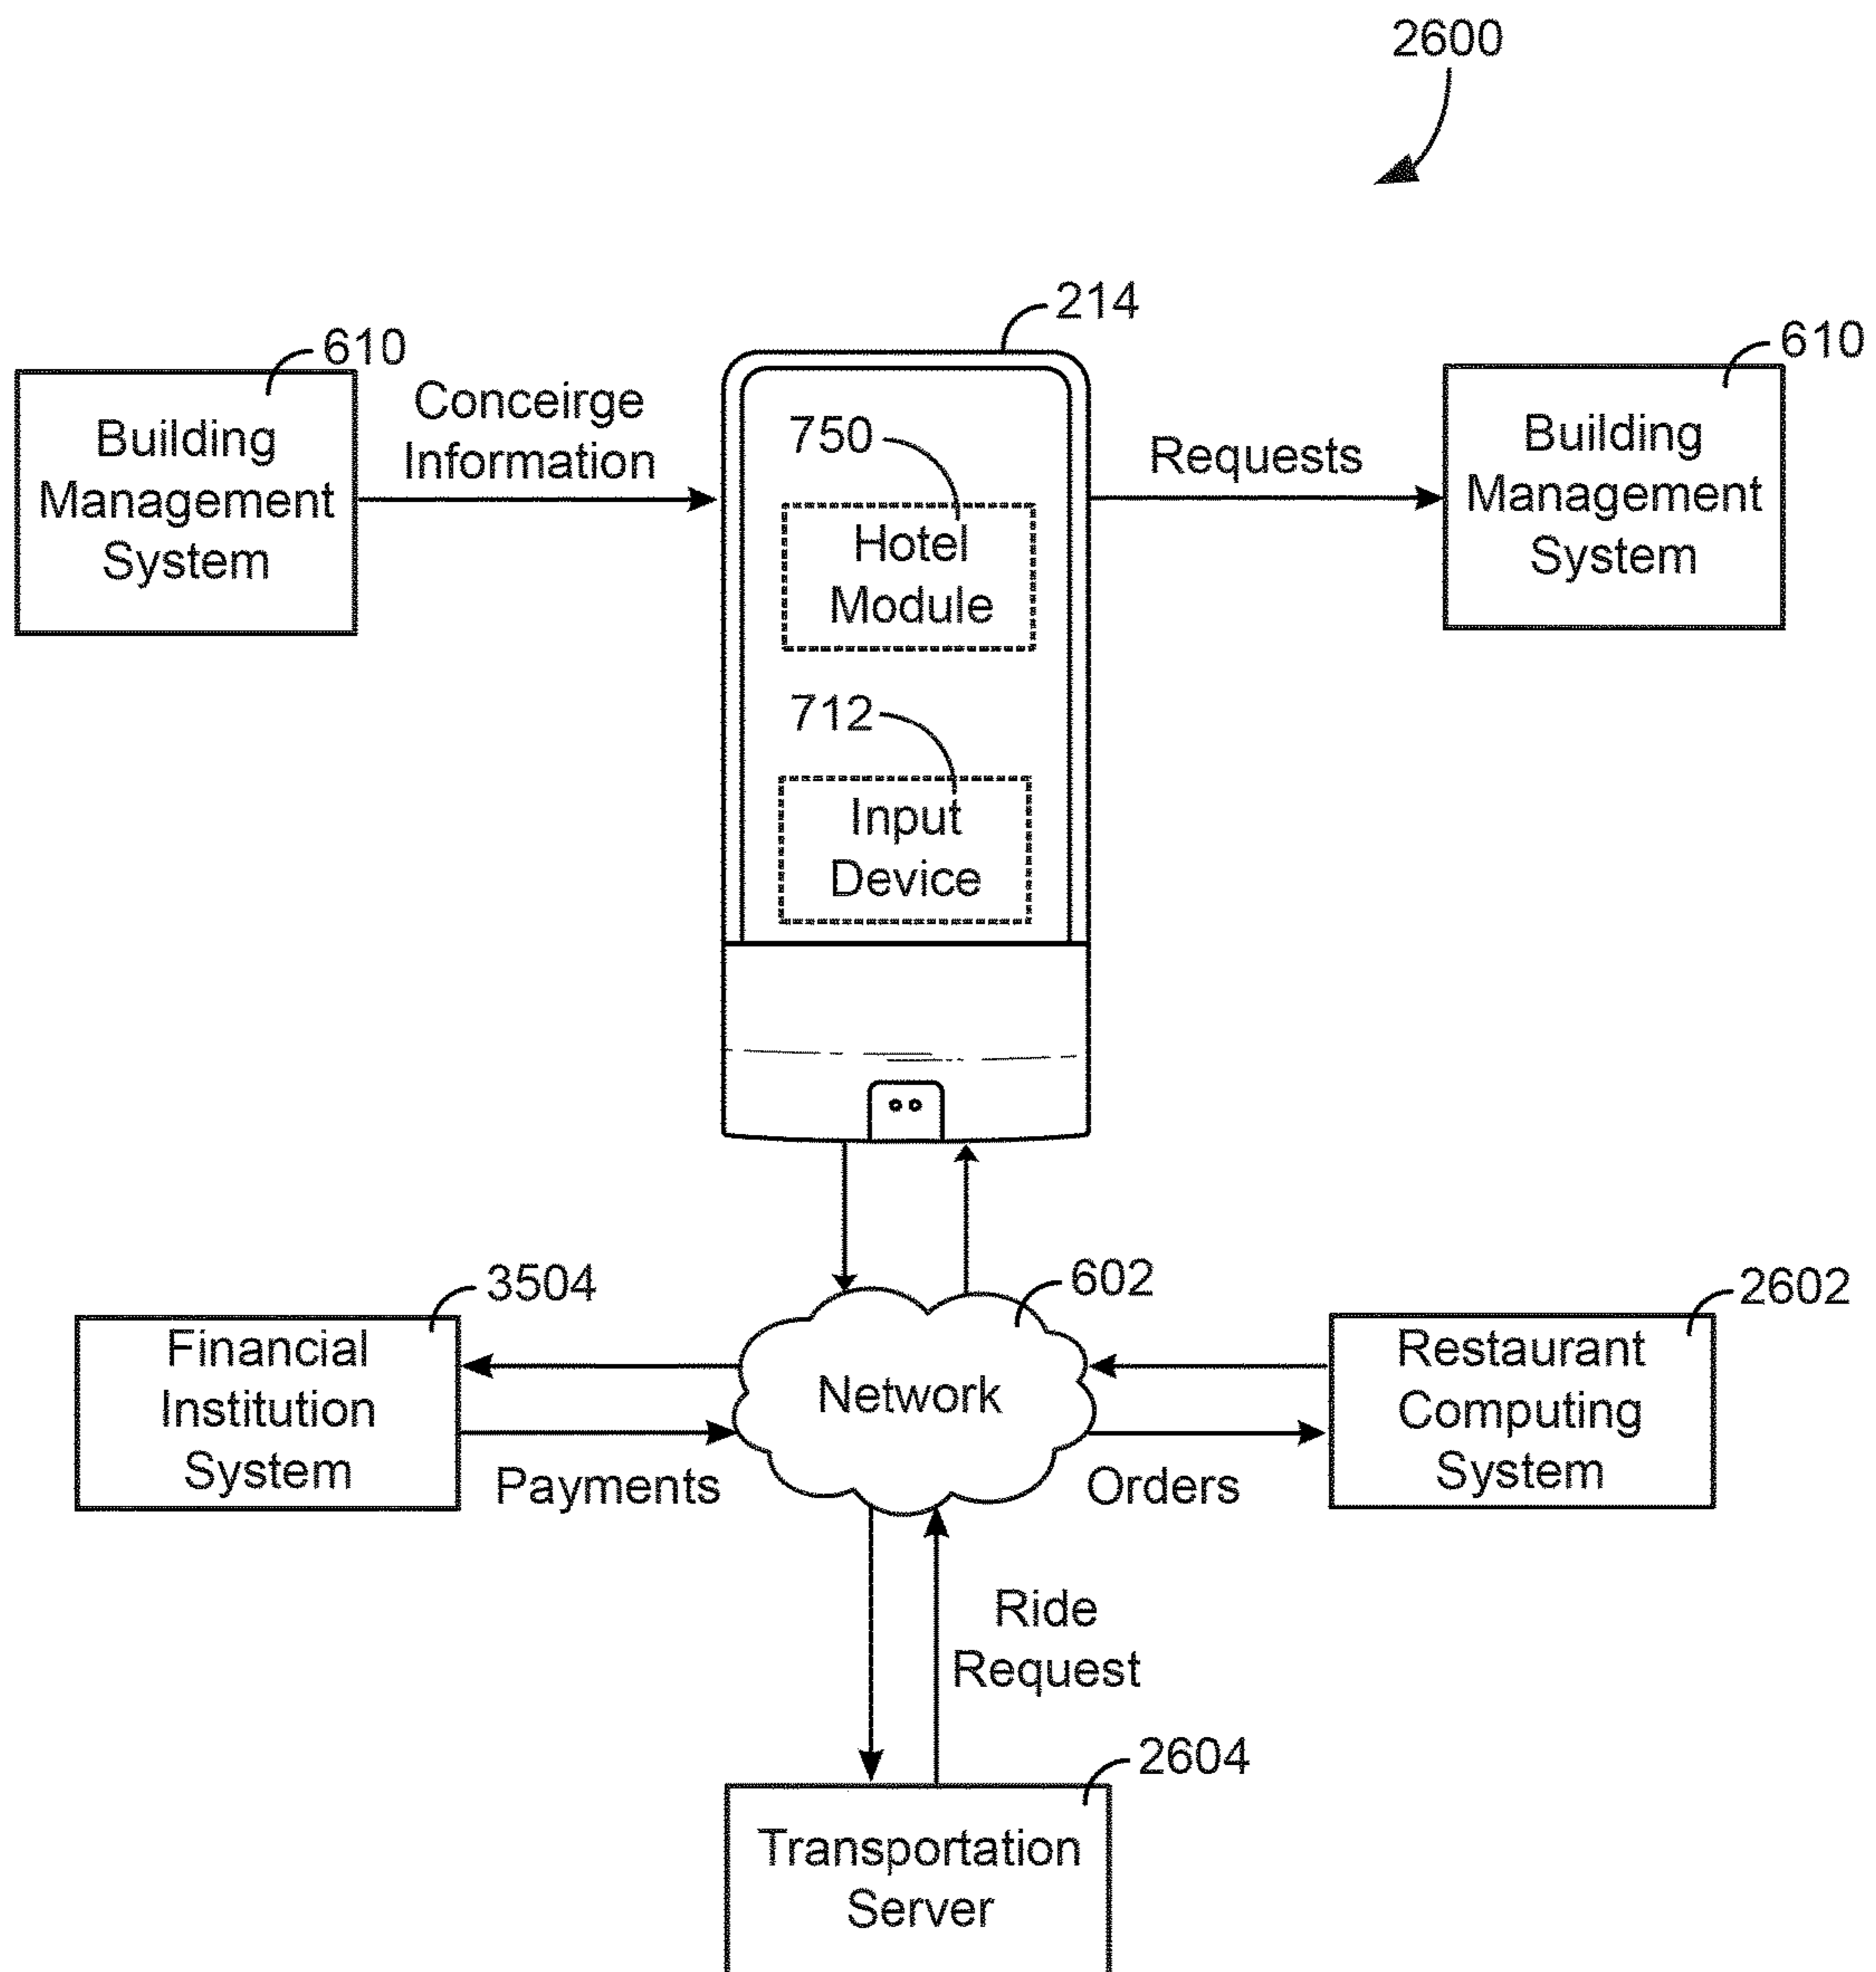 2600
214
610
610
Conceirge
Information
Building
Management
System
750
Hotel
Module
Requests
Building
Management
System
712
Input
Device
3504
602
2602
Financial
Institution
System
Network
Restaurant
Computing
System
Payments
Orders
Ride
Request
2604
Transportation
Server